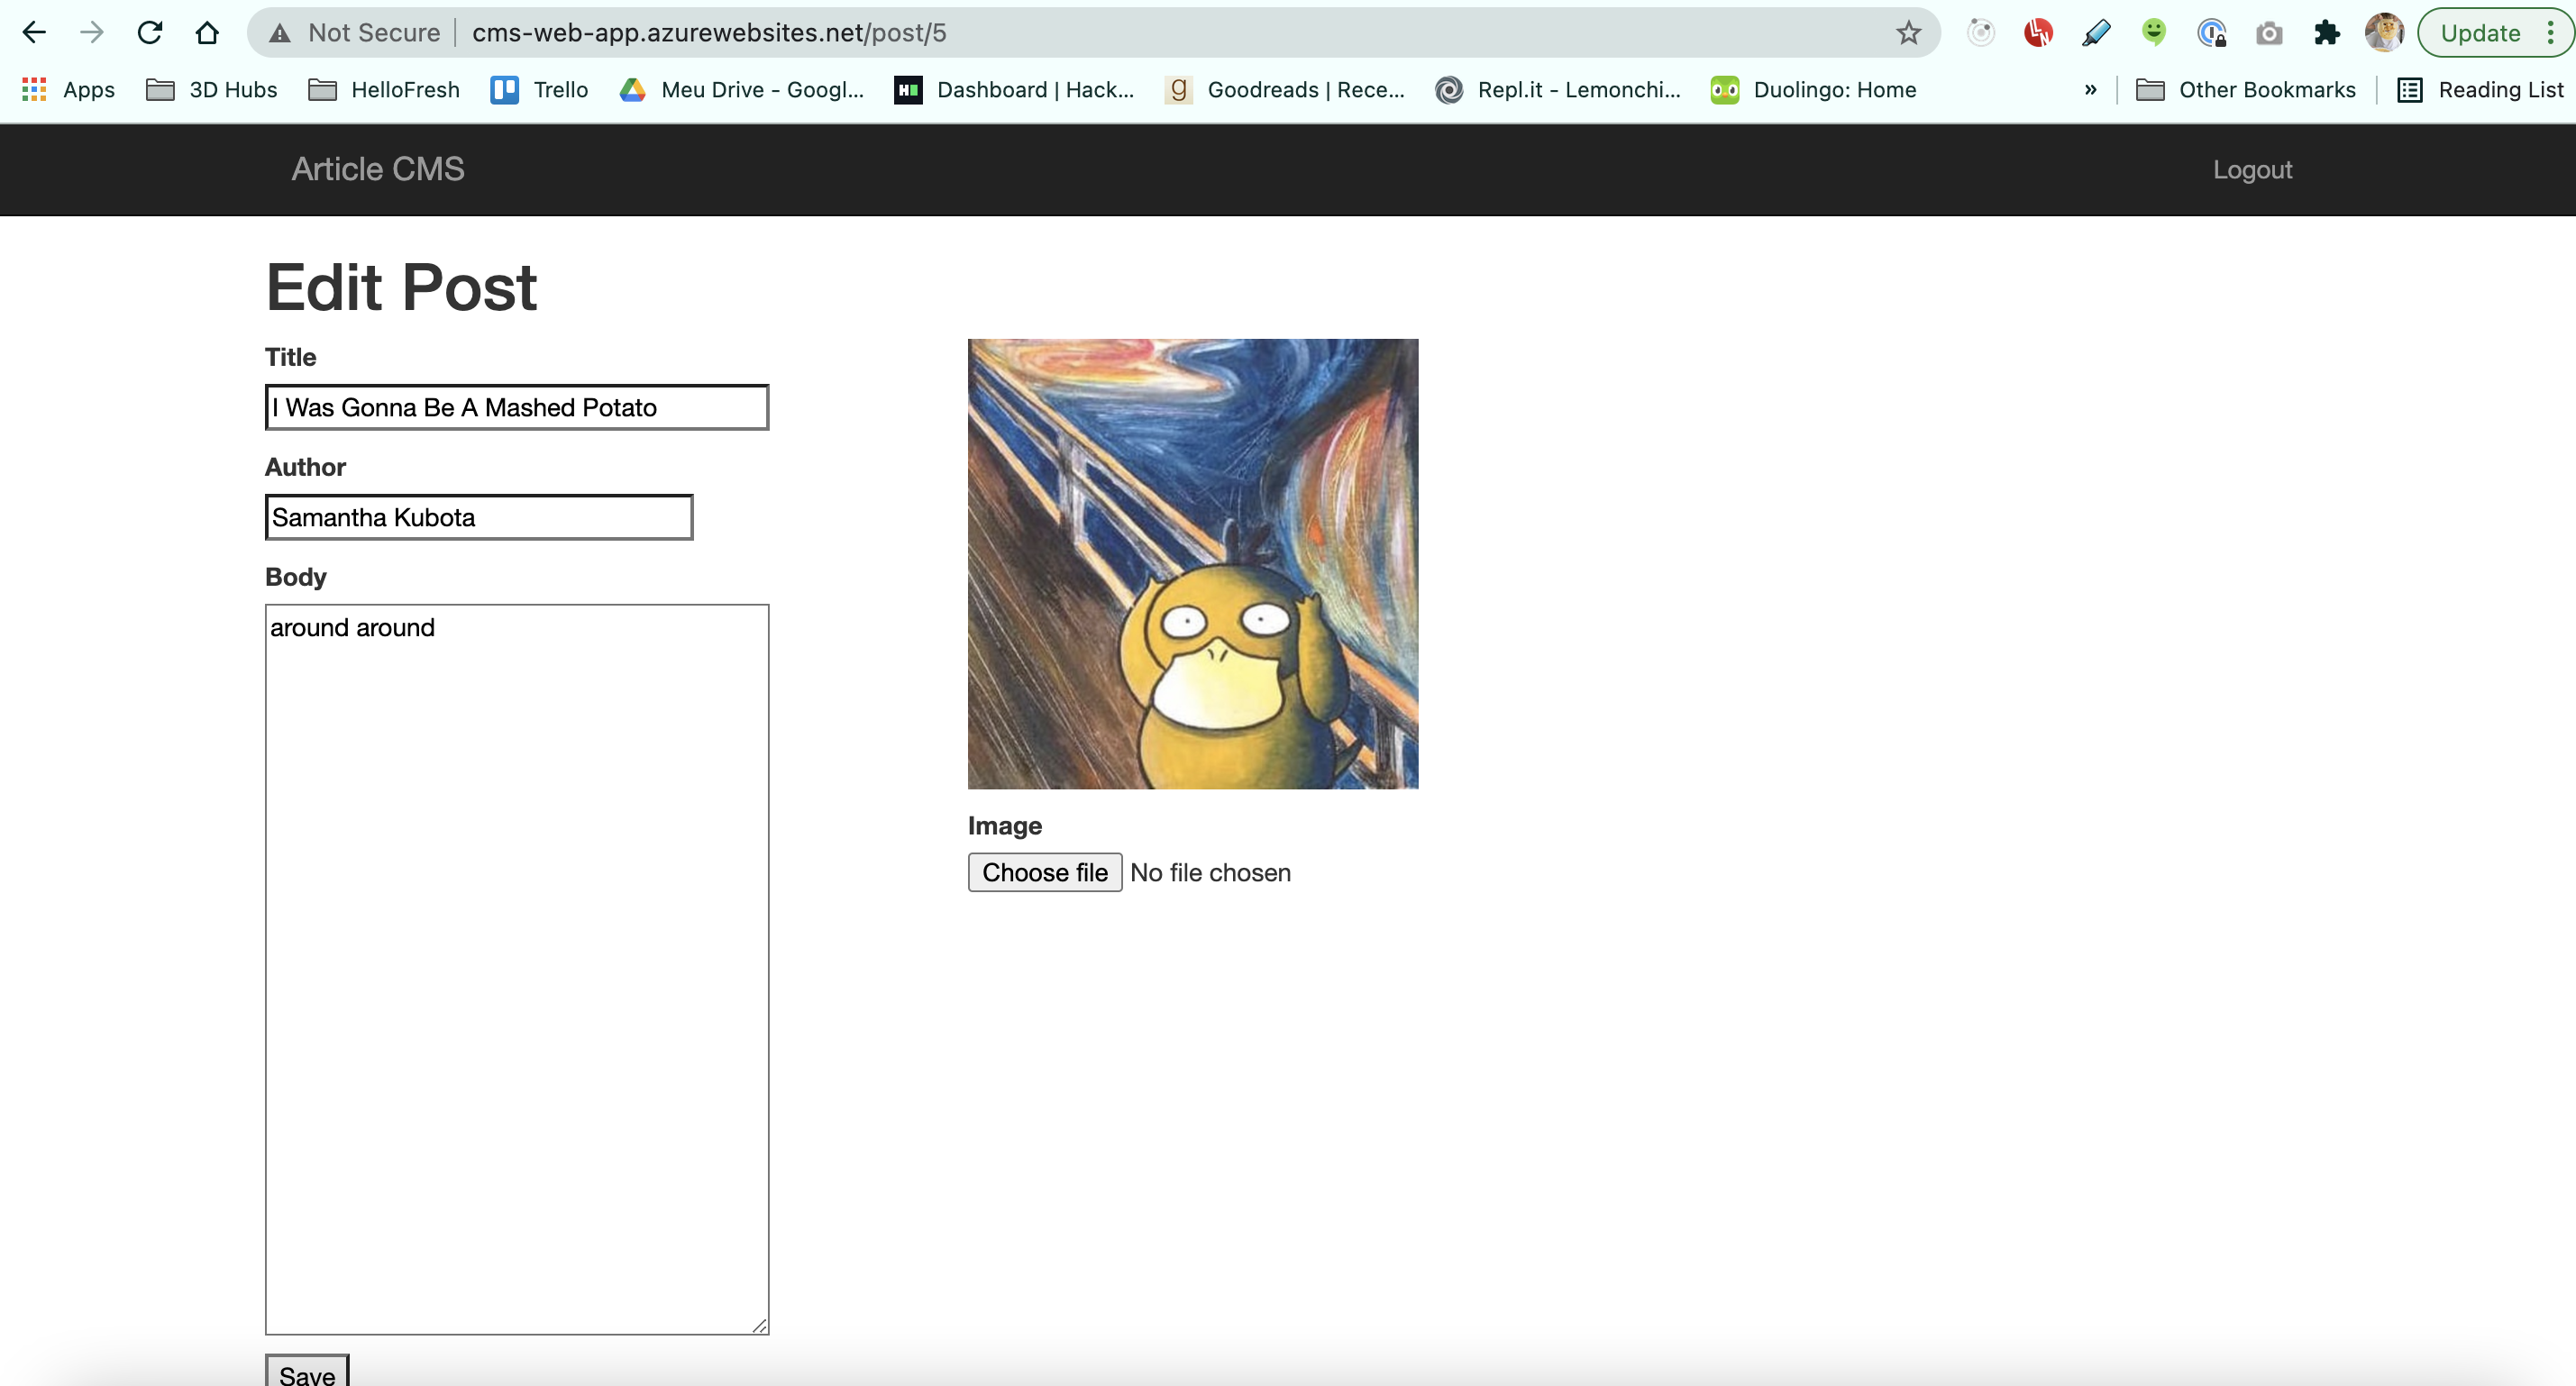 Not Secure cms-web-app.azurewebsites.net/post/5 Update
Apps 3D Hubs HelloFresh Trello Meu Drive - Googl... Dashboard | Hack... Goodreads | Rece... Repl.it - Lemonchi... Duolingo: Home » Other Bookmarks Reading List
Article CMS Logout
Edit Post
Title
I Was Gonna Be A Mashed Potato
Author
Samantha Kubota
Body
around around
Image
Choose file No file chosen
Save